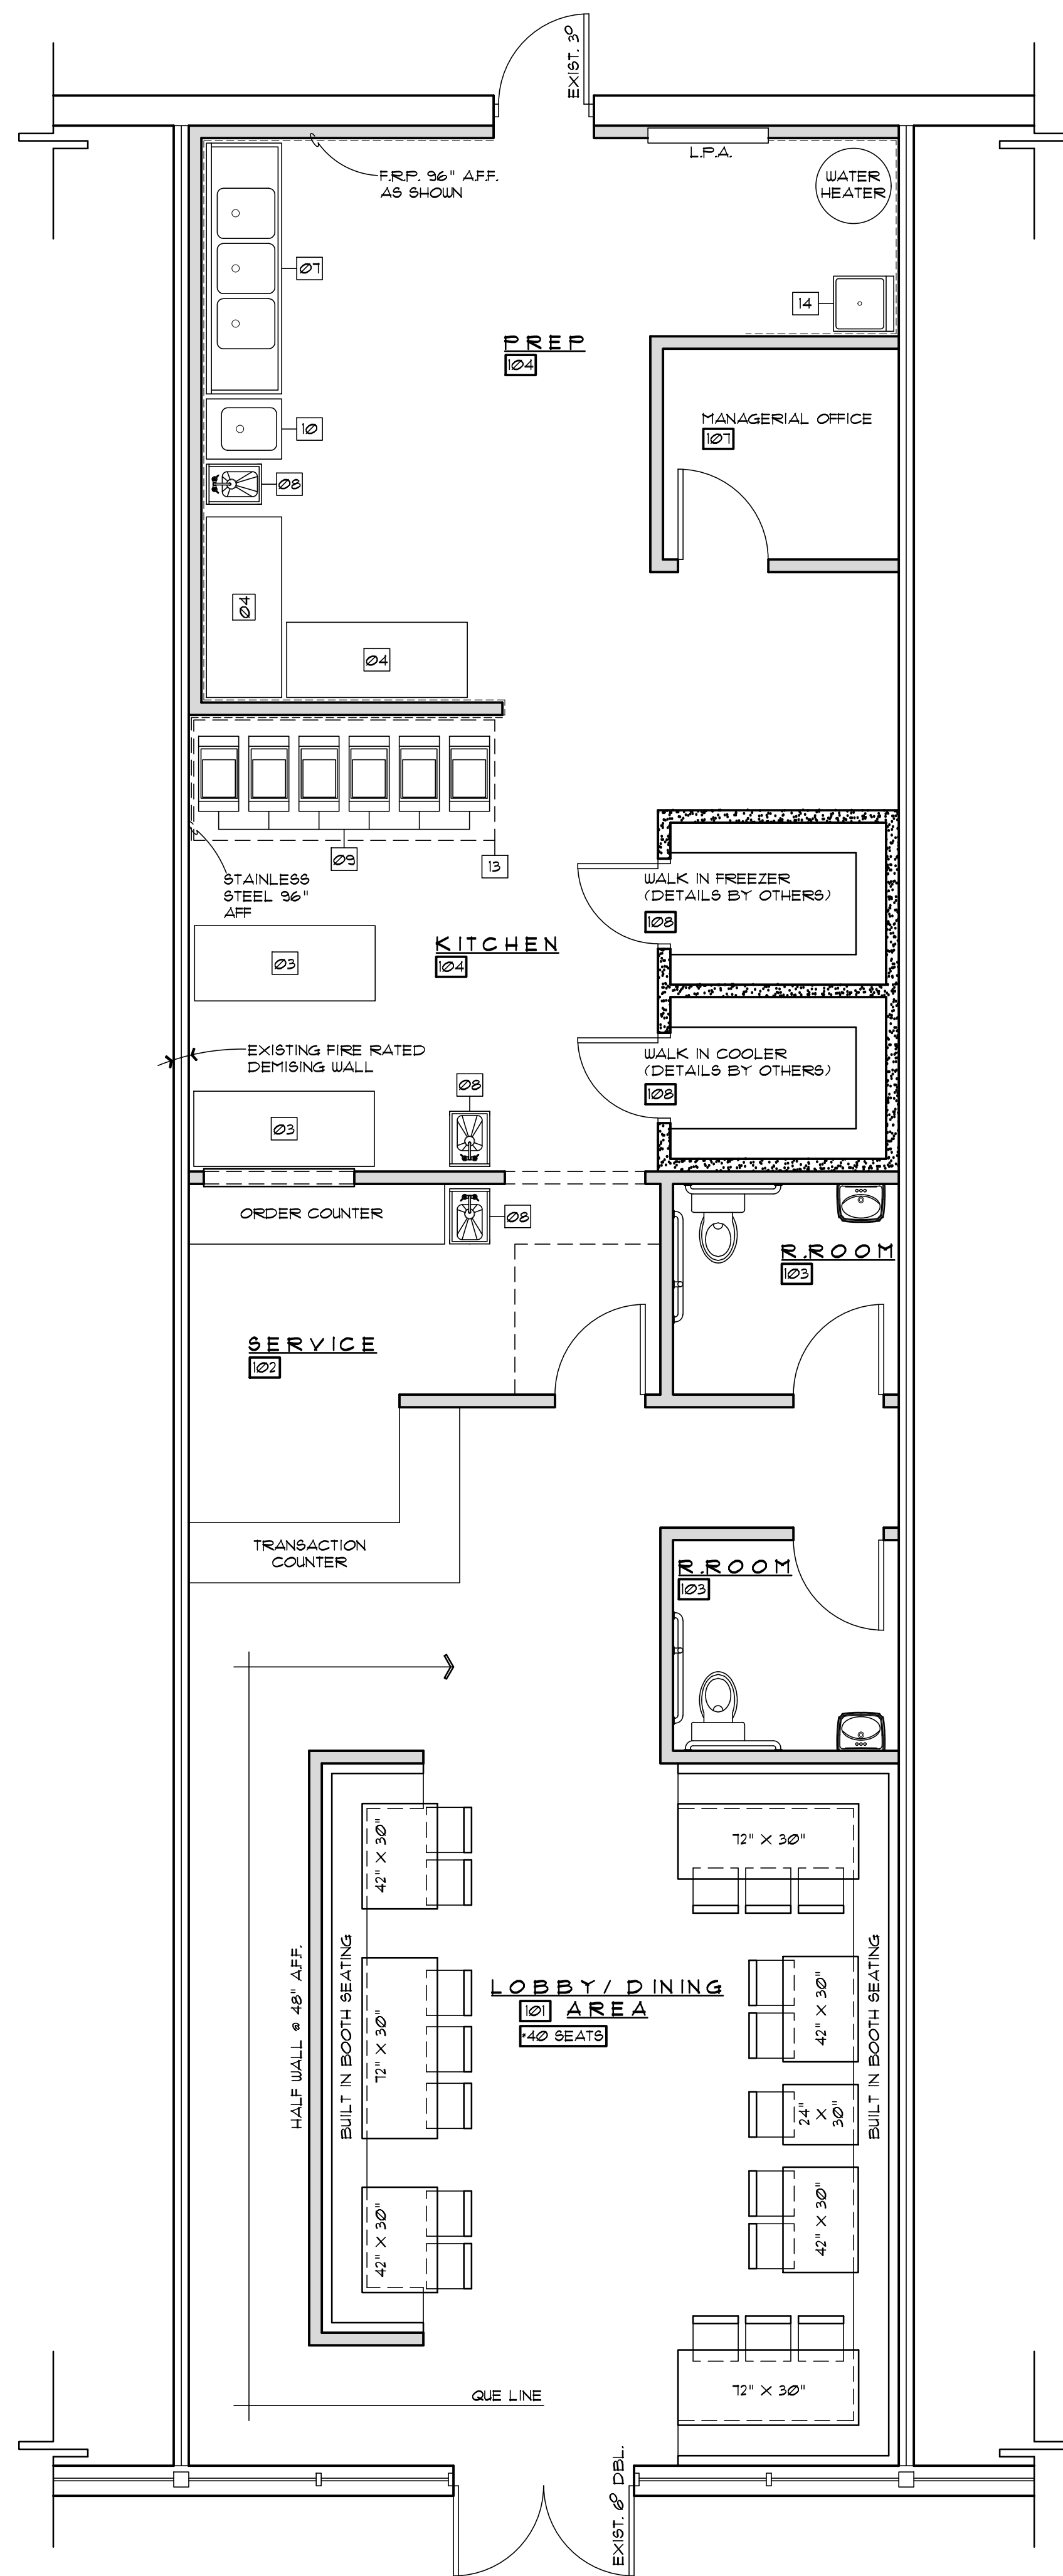 EXIST. 3⁰
F.R.P. 96" A.F.F.
AS SHOWN
L.P.A.
WATER
HEATER
07
14
PREP
104
10
MANAGERIAL OFFICE
107
08
04
04
09
13
STAINLESS
STEEL 96"
AFF
WALK IN FREEZER
(DETAILS BY OTHERS)
108
KITCHEN
104
03
EXISTING FIRE RATED
DEMISING WALL
WALK IN COOLER
(DETAILS BY OTHERS)
108
08
03
ORDER COUNTER
08
R.ROOM
103
SERVICE
102
TRANSACTION
COUNTER
R.ROOM
103
42" X 30"
72" X 30"
HALF WALL @ 48" A.F.F.
BUILT IN BOOTH SEATING
72" X 30"
LOBBY/ DINING
101 AREA
*40 SEATS
42" X 30"
BUILT IN BOOTH SEATING
24"
X
30"
42" X 30"
42" X 30"
72" X 30"
QUE LINE
EXIST. 6⁰ DBL.